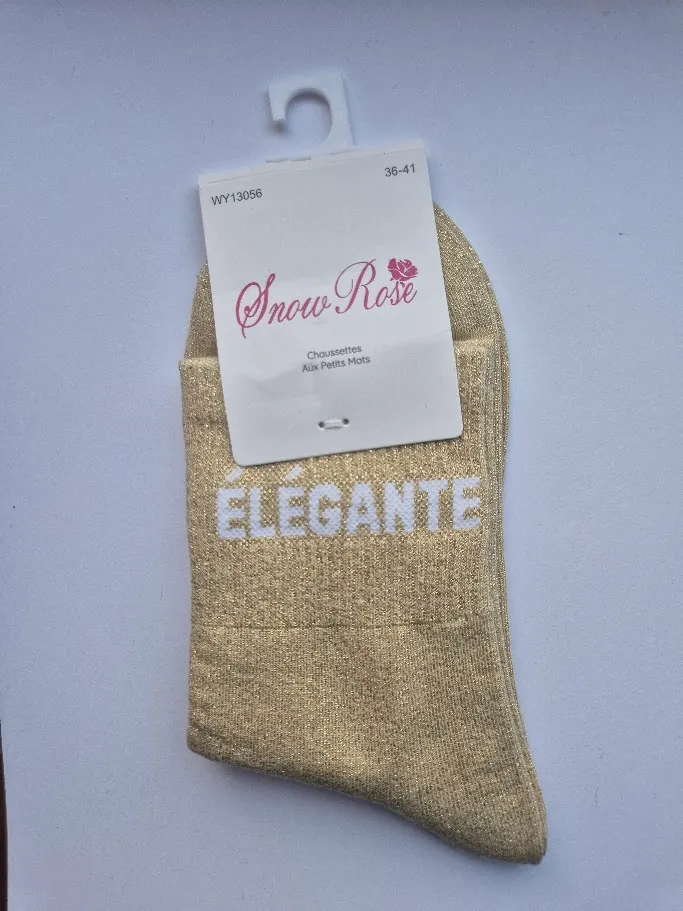 WY13056
36-41
Snow Rose
Chaussettes
Aux Petits Mots
ÉLÉGANTE